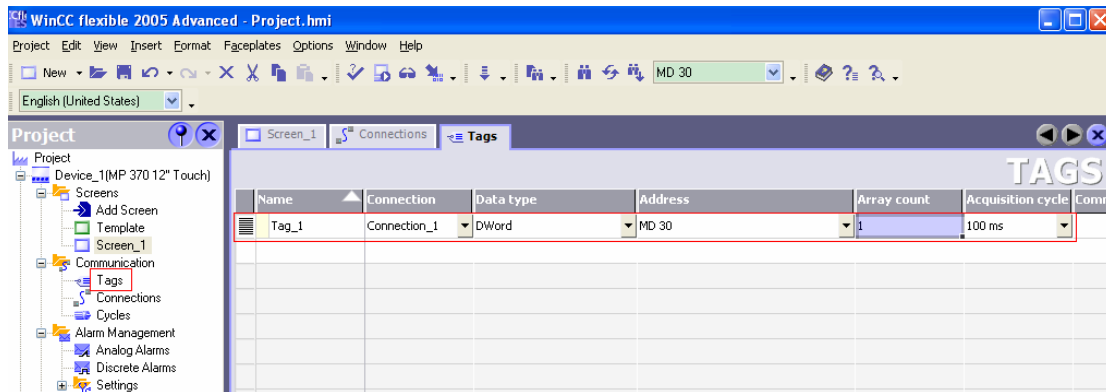 WinCC flexible 2005 Advanced - Project.hmi
Project Edit View Insert Format Faceplates Options Window Help
New MD 30
English (United States)
Project Screen_1 Connections Tags
Project
Device_1(MP 370 12" Touch)
TAGS
Screens
Name Connection Data type Address Array count Acquisition cycle Comm
Add Screen
Tag_1 Connection_1 DWord MD 30 1 100 ms
Template
Screen_1
Communication
Tags
Connections
Cycles
Alarm Management
Analog Alarms
Discrete Alarms
Settings